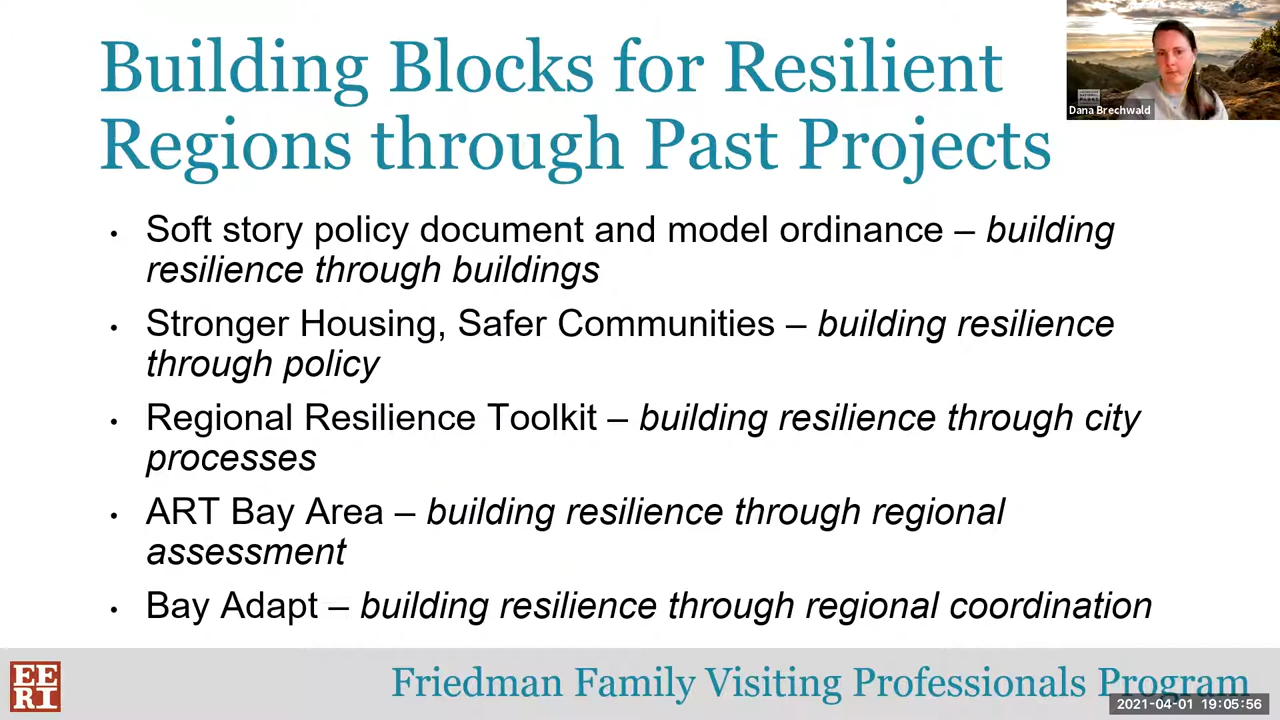 Building Blocks for Resilient
Regions through Past Projects
Dana Brechwald
• Soft story policy document and model ordinance – building
resilience through buildings
• Stronger Housing, Safer Communities – building resilience
through policy
• Regional Resilience Toolkit – building resilience through city
processes
• ART Bay Area – building resilience through regional
assessment
• Bay Adapt – building resilience through regional coordination
EE
RI
Friedman Family Visiting Professionals Program
2021-04-01 19:05:56